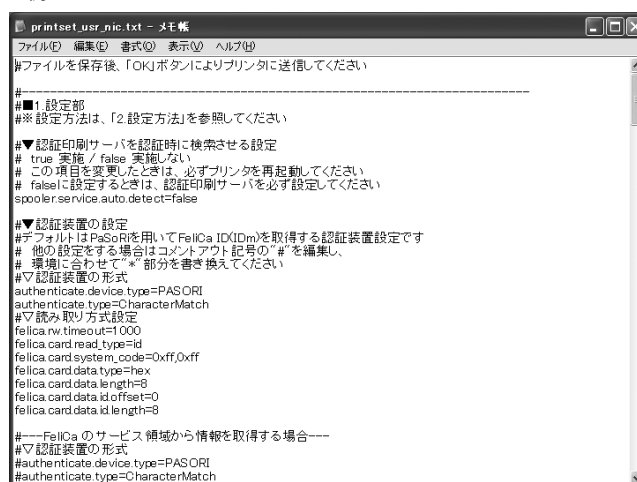 printset_usr_nic.txt - メモ帳
ファイル(F) 編集(E) 書式(O) 表示(V) ヘルプ(H)
#ファイルを保存後、「OK」ボタンによりプリンタに送信してください
#------------------------------------------------------------------------
#■1.設定部
#※設定方法は、「2.設定方法」を参照してください
#▼認証印刷サーバを認証時に検索させる設定
# true 実施 / false 実施しない
# この項目を変更したときは、必ずプリンタを再起動してください
# falseに設定するときは、認証印刷サーバを必ず設定してください
spooler.service.auto.detect=false
#▼認証装置の設定
#デフォルトはPaSoRiを用いてFeliCa ID(IDm)を取得する認証装置設定です
# 他の設定をする場合はコメントアウト記号の"#"を編集し、
# 環境に合わせて"*"部分を書き換えてください
#▽認証装置の形式
authenticate.device.type=PASORI
authenticate.type=CharacterMatch
#▽読み取り方式設定
felica.rw.timeout=1000
felica.card.read_type=id
felica.card.system_code=0xff,0xff
felica.card.data.type=hex
felica.card.data.length=8
felica.card.data.id.offset=0
felica.card.data.id.length=8
#---FeliCa のサービス領域から情報を取得する場合---
#▽認証装置の形式
#authenticate.device.type=PASORI
#authenticate.type=CharacterMatch